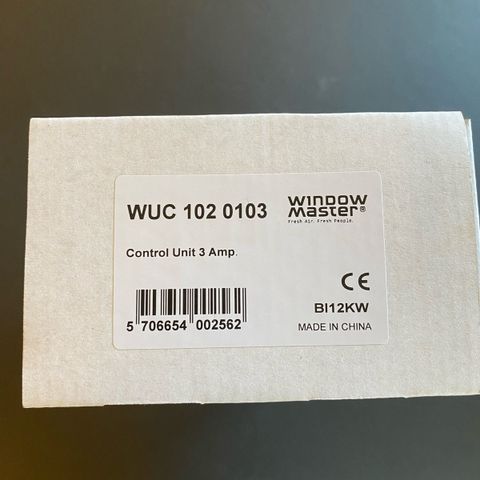 WUC 102 0103
WINDOW
MASTER®
Fresh Air. Fresh People.
Control Unit 3 Amp.
CE
5 706654 002562
BI12KW
MADE IN CHINA